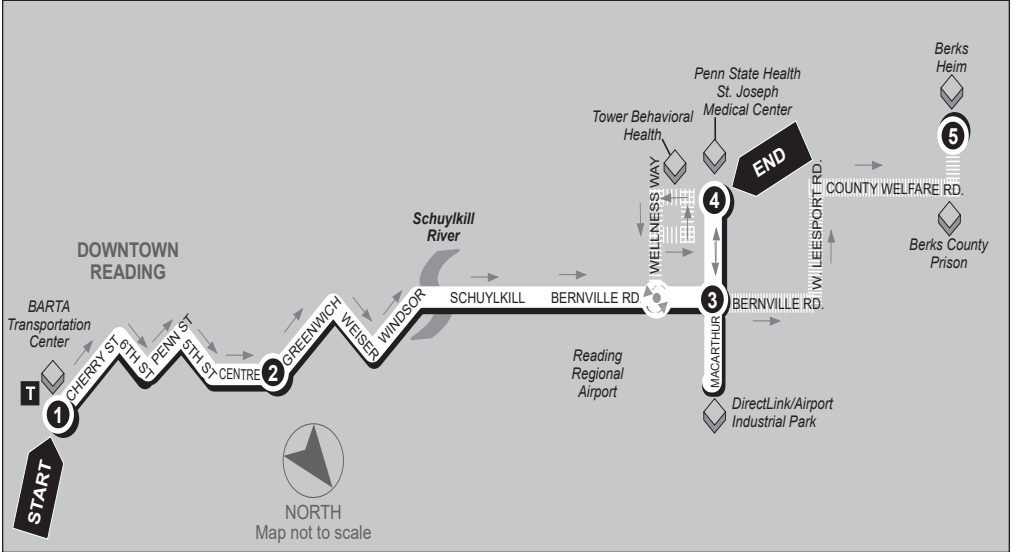 Berks
Heim
5
Penn State Health
St. Joseph
Medical Center
Tower Behavioral
Health
END
4
WELLNESS WAY
W. LEESPORT RD.
COUNTY WELFARE RD.
Berks County
Prison
Schuylkill
River
DOWNTOWN
READING
BARTA
Transportation
Center
T
1
START
CHERRY ST
6TH ST
PENN ST
5TH ST
CENTRE
2
GREENWICH
WEISER
WINDSOR
SCHUYLKILL
BERNVILLE RD.
3
BERNVILLE RD.
MACARTHUR
Reading
Regional
Airport
DirectLink/Airport
Industrial Park
NORTH
Map not to scale